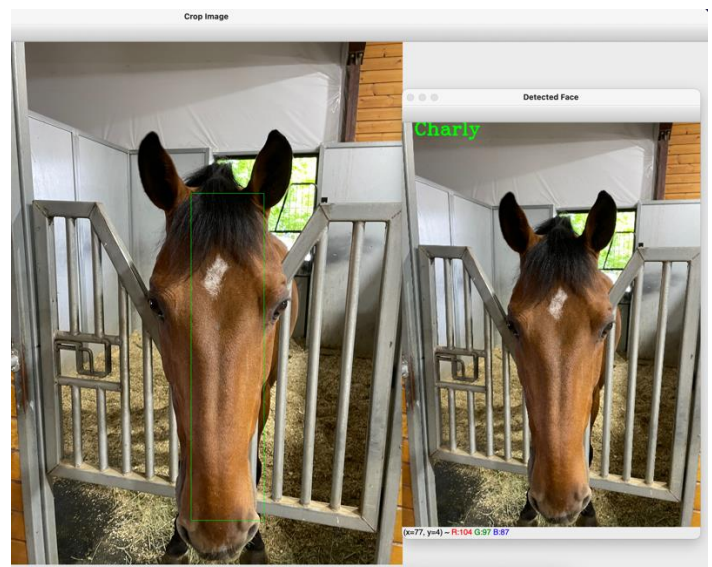 Crop Image
Detected Face
Charly
(x=77, y=4) ~ R:104 G:97 B:87